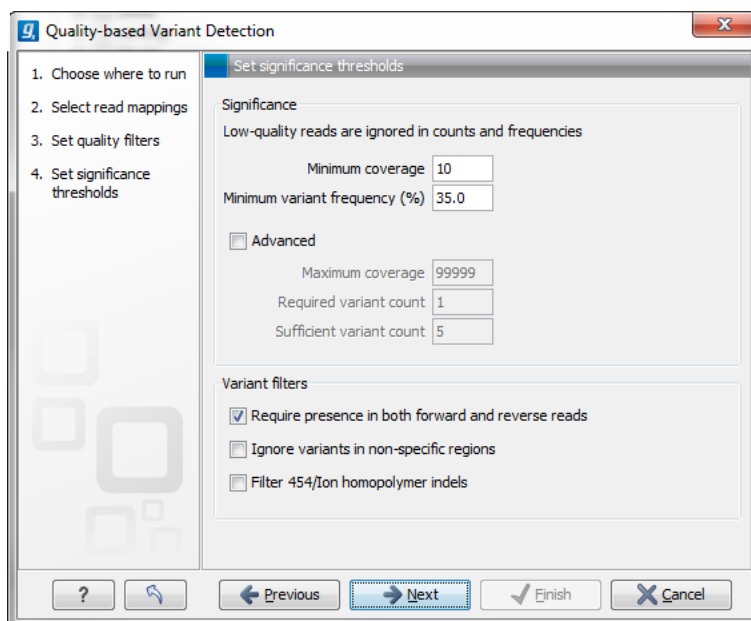 Quality-based Variant Detection
1. Choose where to run
2. Select read mappings
3. Set quality filters
4. Set significance
thresholds
Set significance thresholds
Significance
Low-quality reads are ignored in counts and frequencies
Minimum coverage 10
Minimum variant frequency (%) 35.0
Advanced
Maximum coverage 99999
Required variant count 1
Sufficient variant count 5
Variant filters
Require presence in both forward and reverse reads
Ignore variants in non-specific regions
Filter 454/Ion homopolymer indels
? Previous Next Finish Cancel